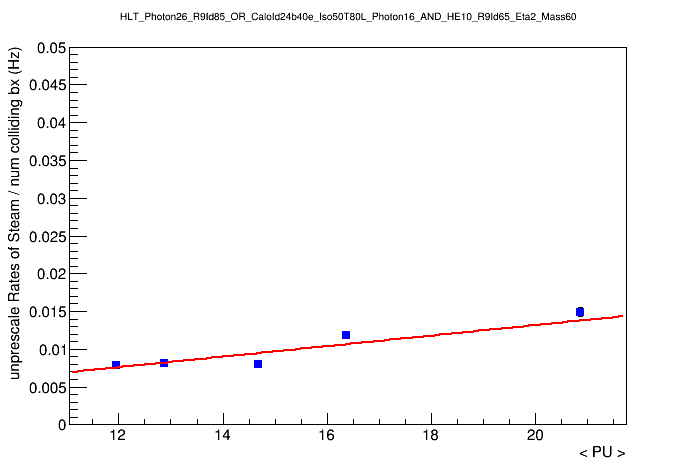 HLT_Photon26_R9Id85_OR_CaloId24b40e_Iso50T80L_Photon16_AND_HE10_R9Id65_Eta2_Mass60
unprescale Rates of Steam / num colliding bx (Hz)
0.05
0.045
0.04
0.035
0.03
0.025
0.02
0.015
0.01
0.005
0
12 14 16 18 20
< PU >